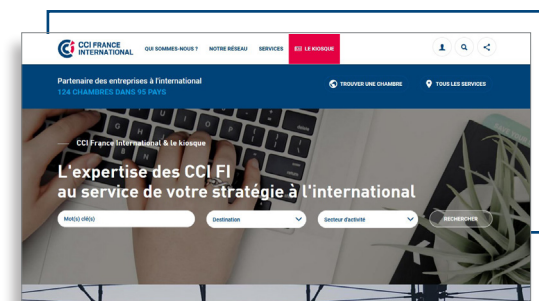 CCI FRANCE
INTERNATIONAL
QUI SOMMES-NOUS ?
NOTRE RÉSEAU
SERVICES
LE KIOSQUE
Partenaire des entreprises à l'international
124 CHAMBRES DANS 95 PAYS
TROUVER UNE CHAMBRE
TOUS LES SERVICES
CCI France International & le kiosque
L'expertise des CCI FI
au service de votre stratégie à l'international
Mot(s) clé(s)
Destination
Secteur d'activité
RECHERCHER